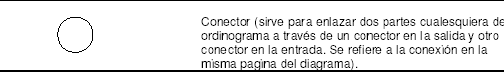 Conector (sirve para enlazar dos partes cualesquiera de
ordinograma a través de un conector en la salida y otro
conector en la entrada. Se refiere a la conexión en la
misma pagina del diagrama).